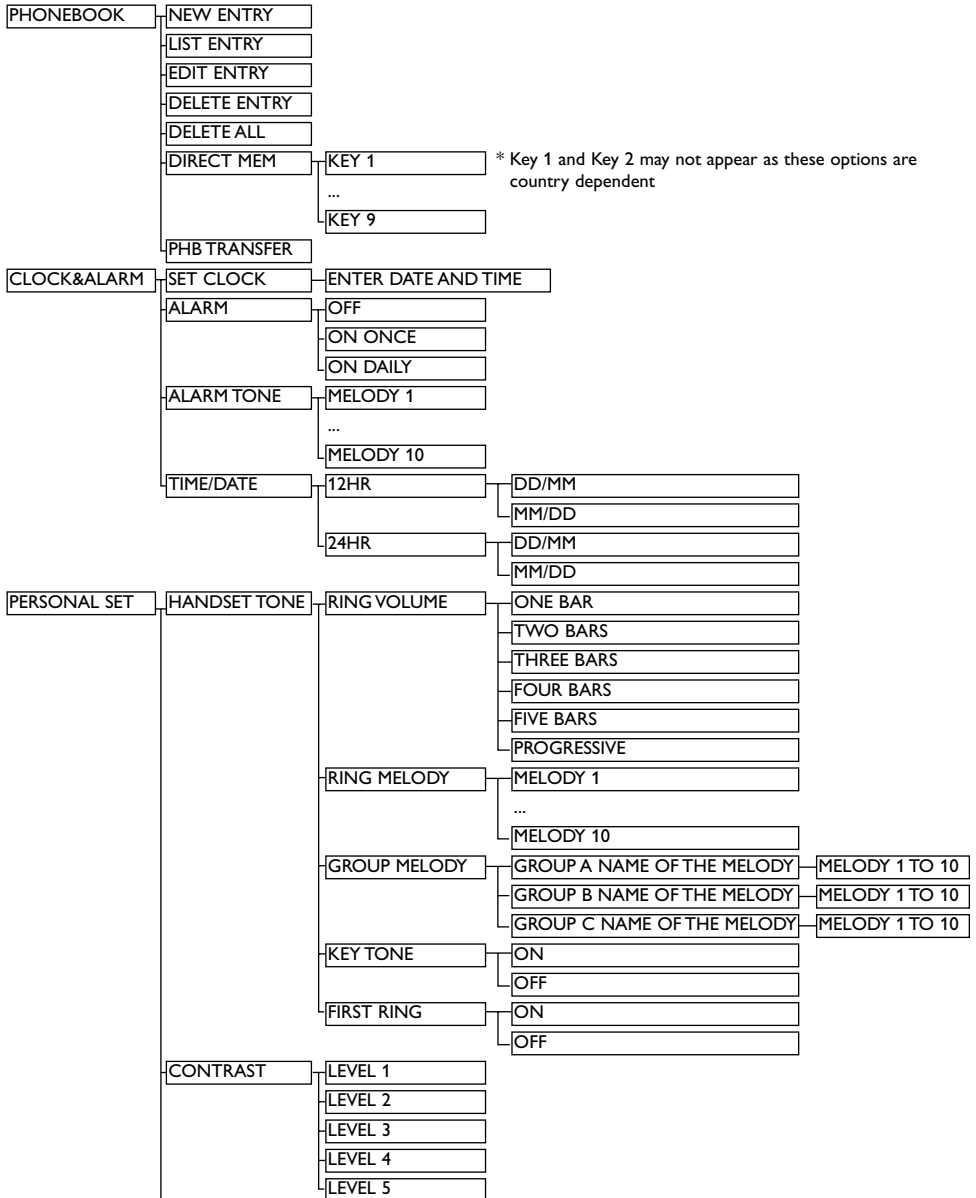 PHONEBOOK NEW ENTRY
LIST ENTRY
EDIT ENTRY
DELETE ENTRY
DELETE ALL
DIRECT MEM KEY 1 * Key 1 and Key 2 may not appear as these options are
country dependent
...
KEY 9
PHB TRANSFER
CLOCK&ALARM SET CLOCK ENTER DATE AND TIME
ALARM OFF
ON ONCE
ON DAILY
ALARM TONE MELODY 1
...
MELODY 10
TIME/DATE 12HR DD/MM
MM/DD
24HR DD/MM
MM/DD
PERSONAL SET HANDSET TONE RING VOLUME ONE BAR
TWO BARS
THREE BARS
FOUR BARS
FIVE BARS
PROGRESSIVE
RING MELODY MELODY 1
...
MELODY 10
GROUP MELODY GROUP A NAME OF THE MELODY MELODY 1 TO 10
GROUP B NAME OF THE MELODY MELODY 1 TO 10
GROUP C NAME OF THE MELODY MELODY 1 TO 10
KEY TONE ON
OFF
FIRST RING ON
OFF
CONTRAST LEVEL 1
LEVEL 2
LEVEL 3
LEVEL 4
LEVEL 5